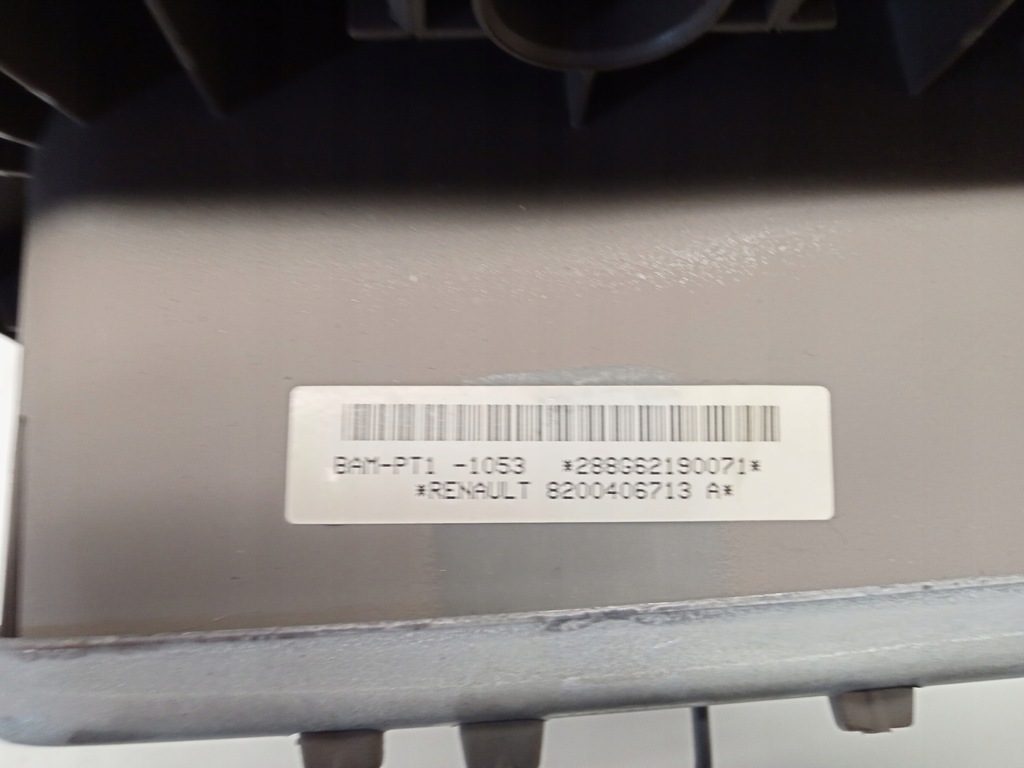 BAM-PT1 -1053 *288G62190071*
*RENAULT 8200406713 A*